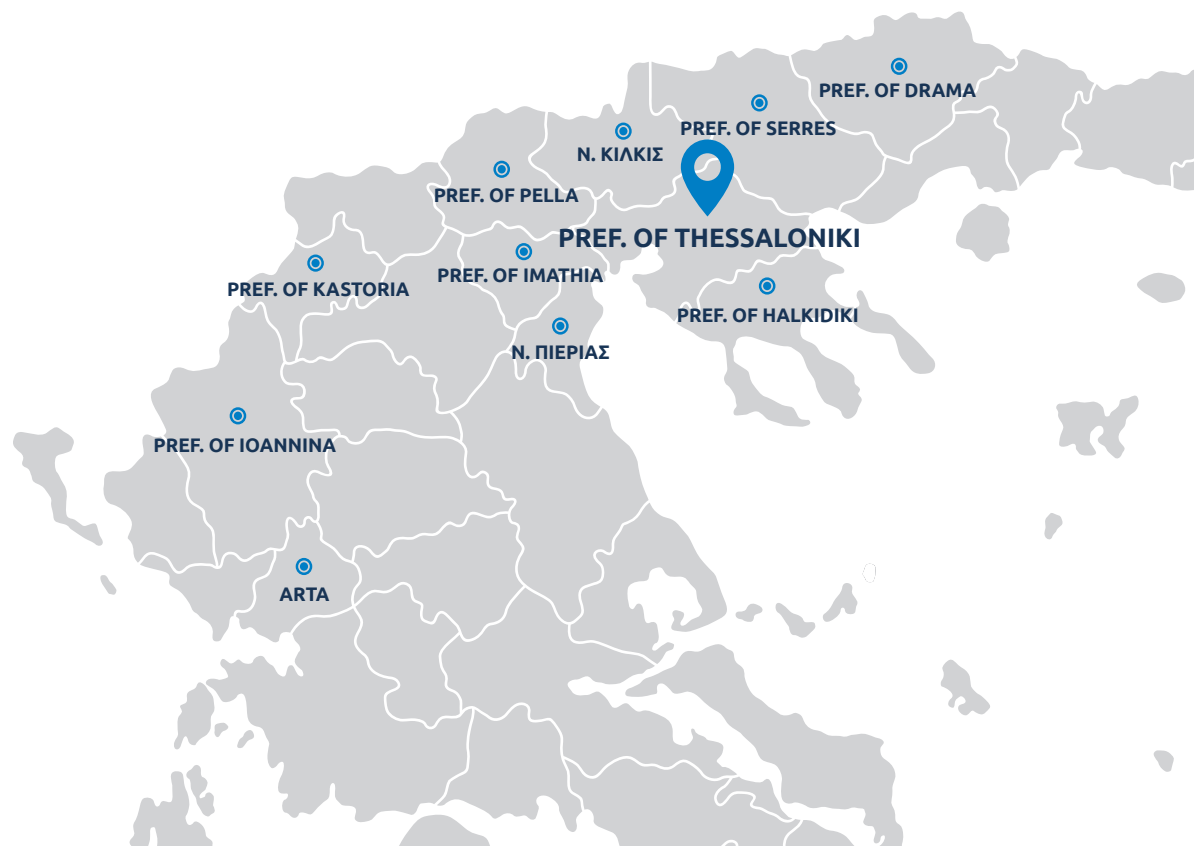 PREF. OF DRAMA
PREF. OF SERRES
Ν. ΚΙΛΚΙΣ
PREF. OF PELLA
PREF. OF THESSALONIKI
PREF. OF IMATHIA
PREF. OF KASTORIA
PREF. OF HALKIDIKI
Ν. ΠΙΕΡΙΑΣ
PREF. OF IOANNINA
ARTA